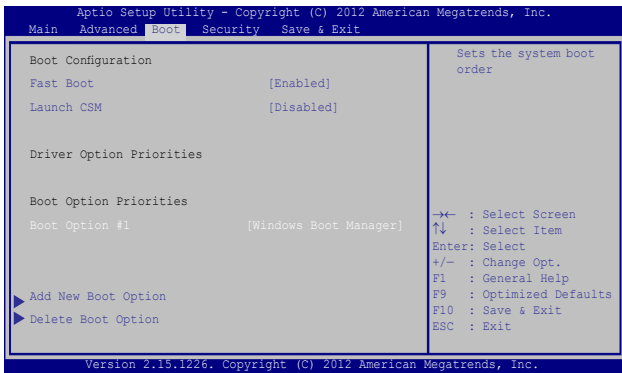 Aptio Setup Utility - Copyright (C) 2012 American Megatrends, Inc.
Main Advanced Boot Security Save & Exit
Boot Configuration
Fast Boot [Enabled]
Launch CSM [Disabled]
Driver Option Priorities
Boot Option Priorities
Boot Option #1 [Windows Boot Manager]
Add New Boot Option
Delete Boot Option
Sets the system boot
order
→← : Select Screen
↑↓ : Select Item
Enter: Select
+/— : Change Opt.
F1 : General Help
F9 : Optimized Defaults
F10 : Save & Exit
ESC : Exit
Version 2.15.1226. Copyright (C) 2012 American Megatrends, Inc.